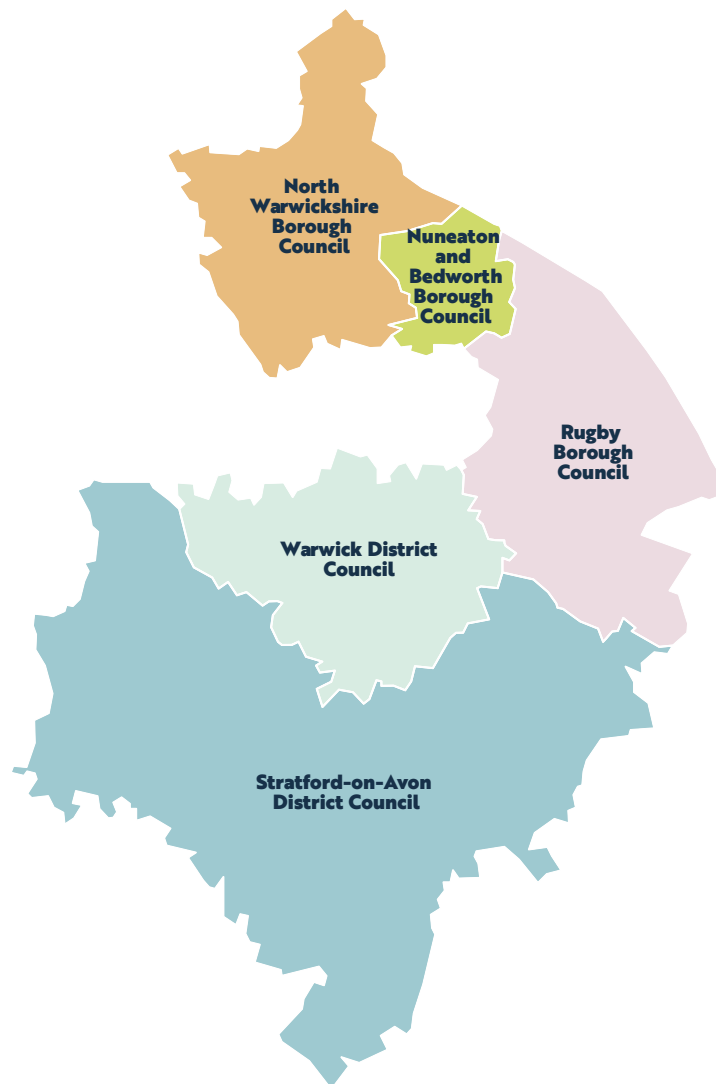 North
Warwickshire
Borough
Council
Nuneaton
and
Bedworth
Borough
Council
Rugby
Borough
Council
Warwick District
Council
Stratford-on-Avon
District Council